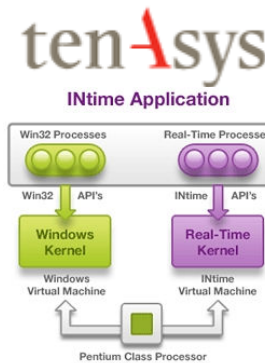 tenAsys
INtime Application
Win32 Processes Real-Time Processes
Win32 API's INtime API's
Windows Real-Time
Kernel Kernel
Windows INtime
Virtual Machine Virtual Machine
Pentium Class Processor